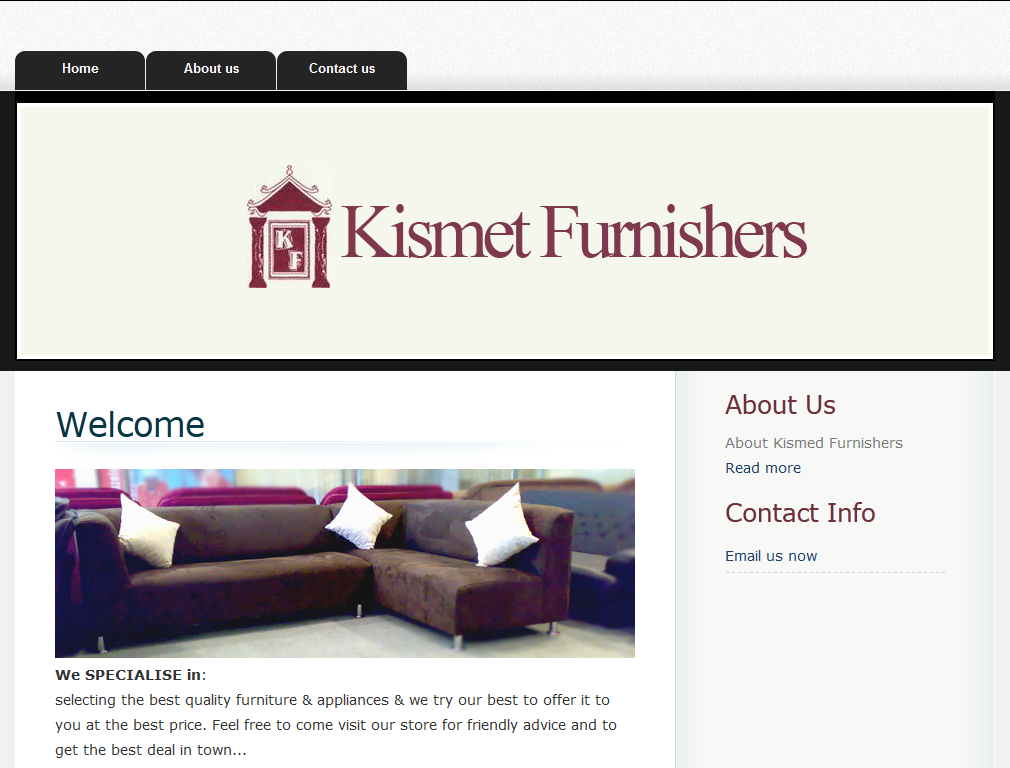 Home
About us
Contact us
K
F
Kismet Furnishers
Welcome
We SPECIALISE in:
selecting the best quality furniture & appliances & we try our best to offer it to
you at the best price. Feel free to come visit our store for friendly advice and to
get the best deal in town...
About Us
About Kismed Furnishers
Read more
Contact Info
Email us now